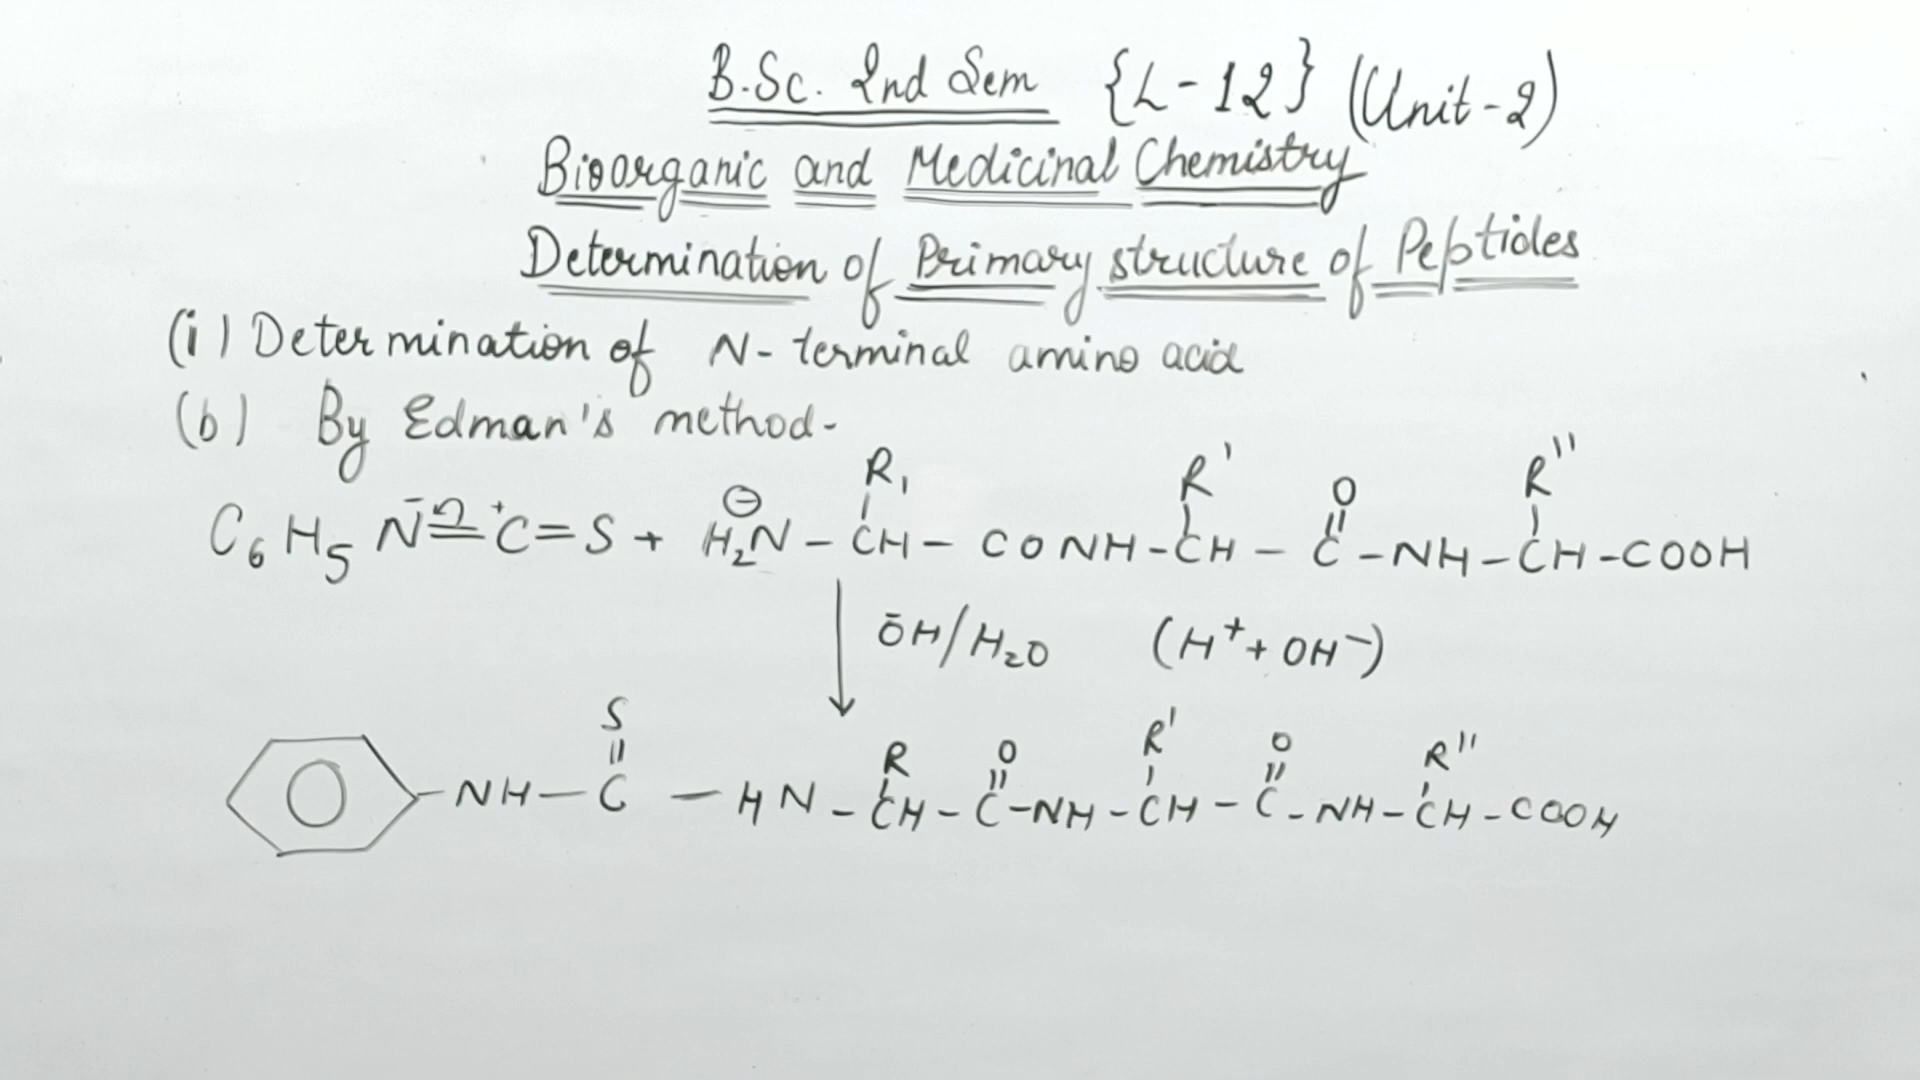 B.Sc. 2nd Sem {L-12} (Unit-2)
Bioorganic and Medicinal Chemistry
Determination of Primary structure of Peptides
(i) Determination of N-terminal amino acid
(b) By Edman's method-
R₁ R' O R''
C₆H₅ N̄=⁺C=S + H₂N⊖ - CH - CONH-CH - C-NH-CH-COOH
ŌH/H₂O (H⁺+OH⁻)
S R O R' O R''
NH-C-HN-CH-C-NH-CH-C-NH-CH-COOH